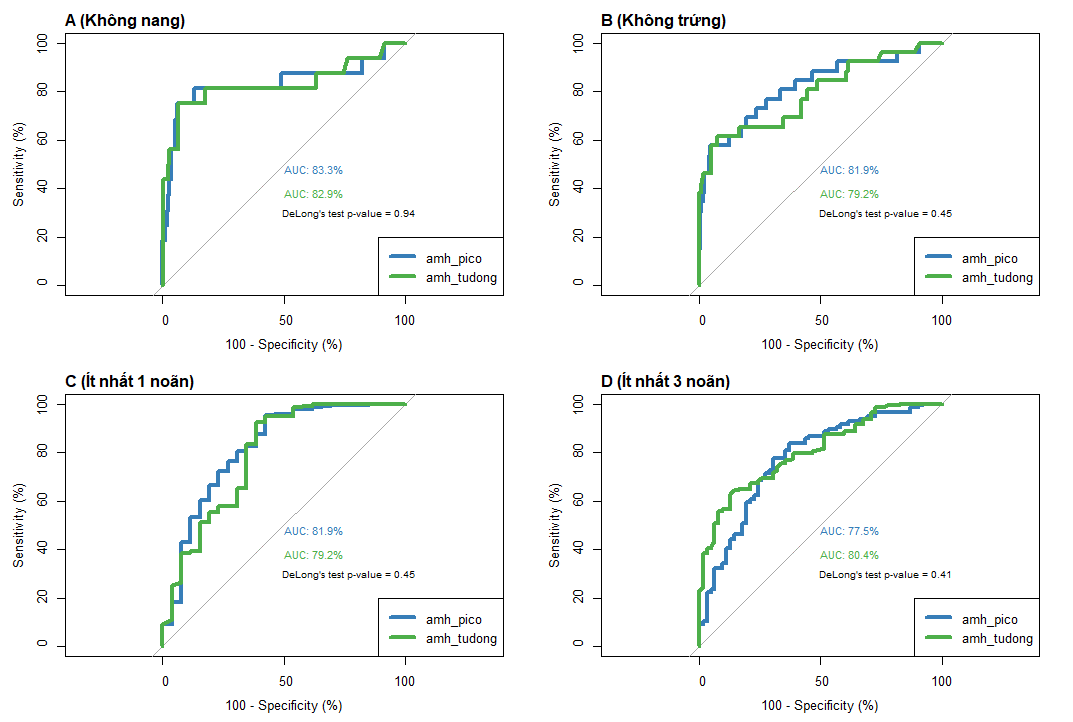 A (Không nang)
Sensitivity (%)
100
80
60
40
20
0
AUC: 83.3%
AUC: 82.9%
DeLong's test p-value = 0.94
amh_pico
amh_tudong
0 50 100
100 - Specificity (%)
B (Không trứng)
Sensitivity (%)
100
80
60
40
20
0
AUC: 81.9%
AUC: 79.2%
DeLong's test p-value = 0.45
amh_pico
amh_tudong
0 50 100
100 - Specificity (%)
C (Ít nhất 1 noãn)
Sensitivity (%)
100
80
60
40
20
0
AUC: 81.9%
AUC: 79.2%
DeLong's test p-value = 0.45
amh_pico
amh_tudong
0 50 100
100 - Specificity (%)
D (Ít nhất 3 noãn)
Sensitivity (%)
100
80
60
40
20
0
AUC: 77.5%
AUC: 80.4%
DeLong's test p-value = 0.41
amh_pico
amh_tudong
0 50 100
100 - Specificity (%)